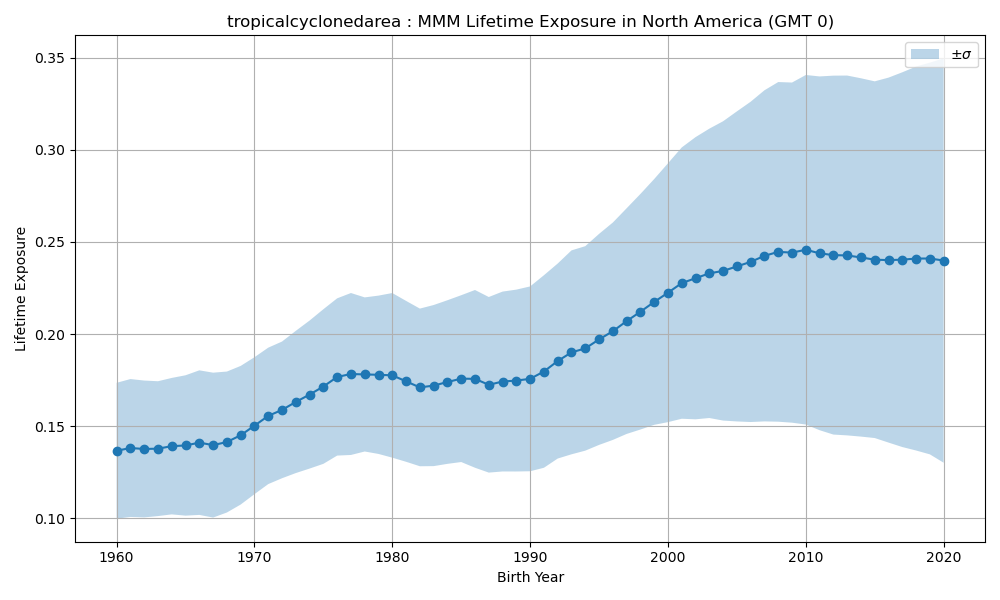 tropicalcyclonedarea : MMM Lifetime Exposure in North America (GMT 0)
±σ
Lifetime Exposure
0.35
0.30
0.25
0.20
0.15
0.10
1960 1970 1980 1990 2000 2010 2020
Birth Year